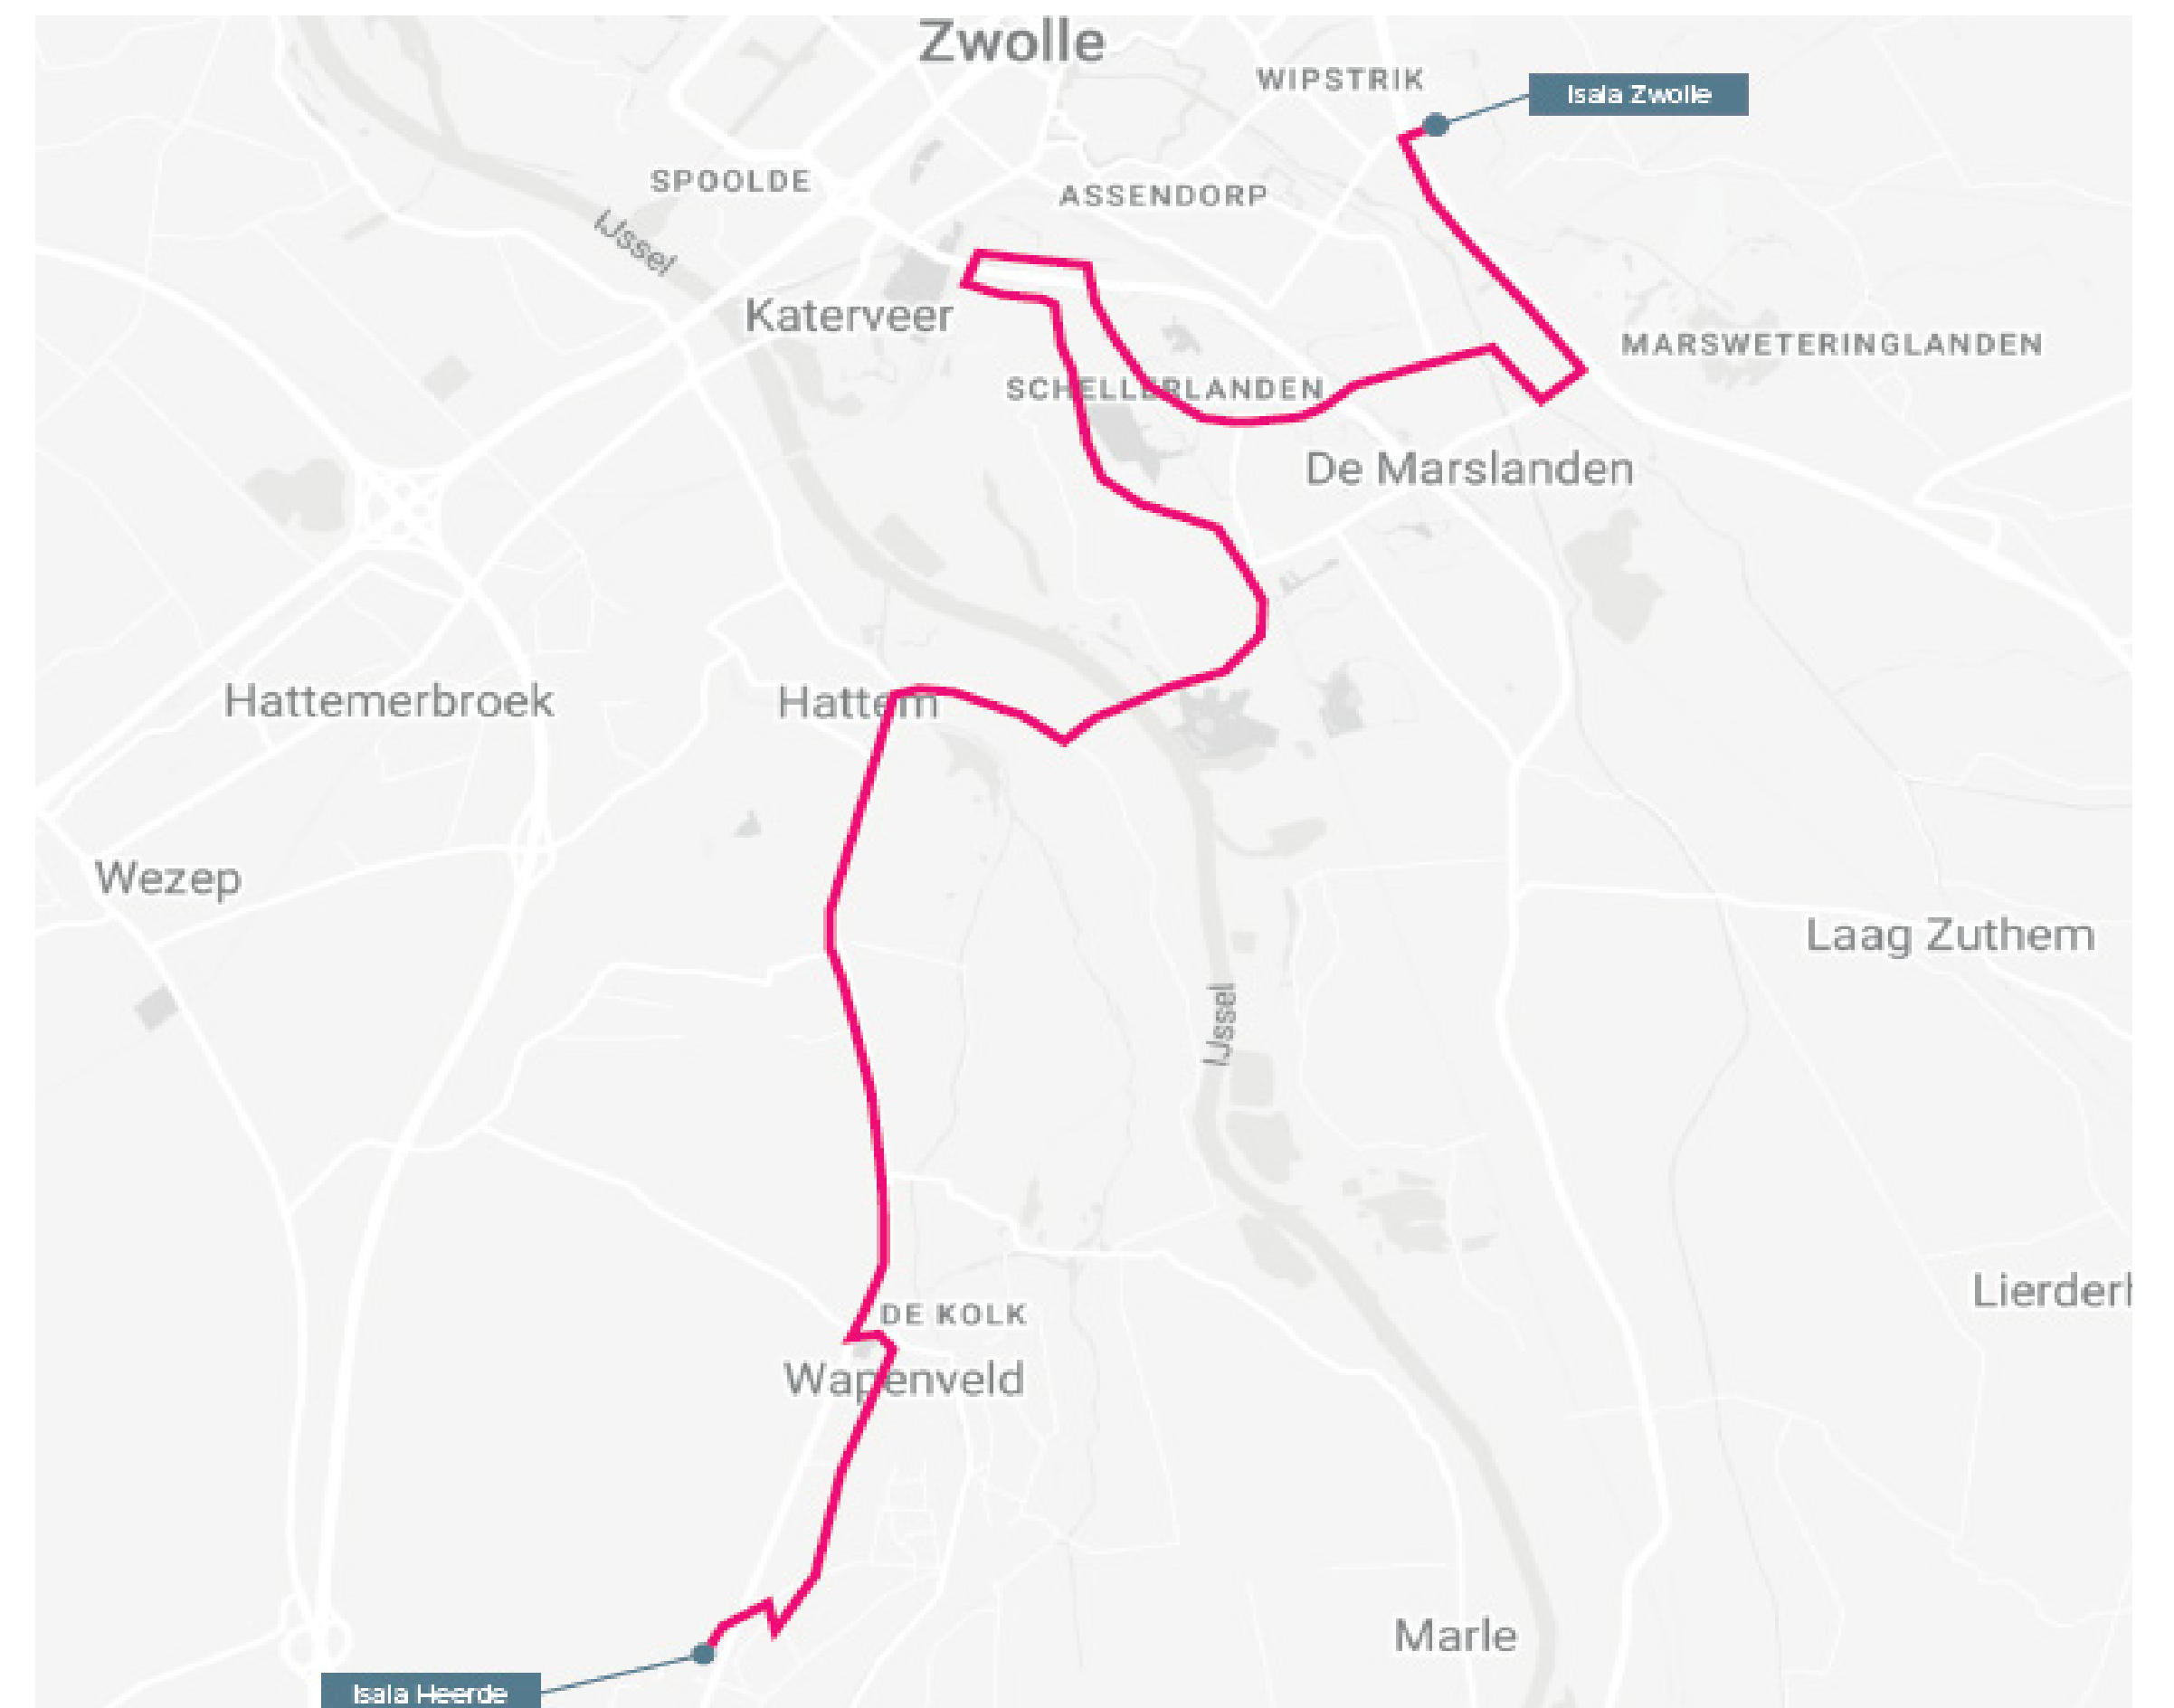 Zwolle
WIPSTRIK
Isala Zwolle
SPOOLDE
ASSENDORP
IJssel
Katerveer
MARSWETERINGLANDEN
SCHELLERLANDEN
De Marslanden
Hattemerbroek
Hattem
Wezep
Laag Zuthem
IJssel
Lierderh
DE KOLK
Wapenveld
Marle
Isala Heerde